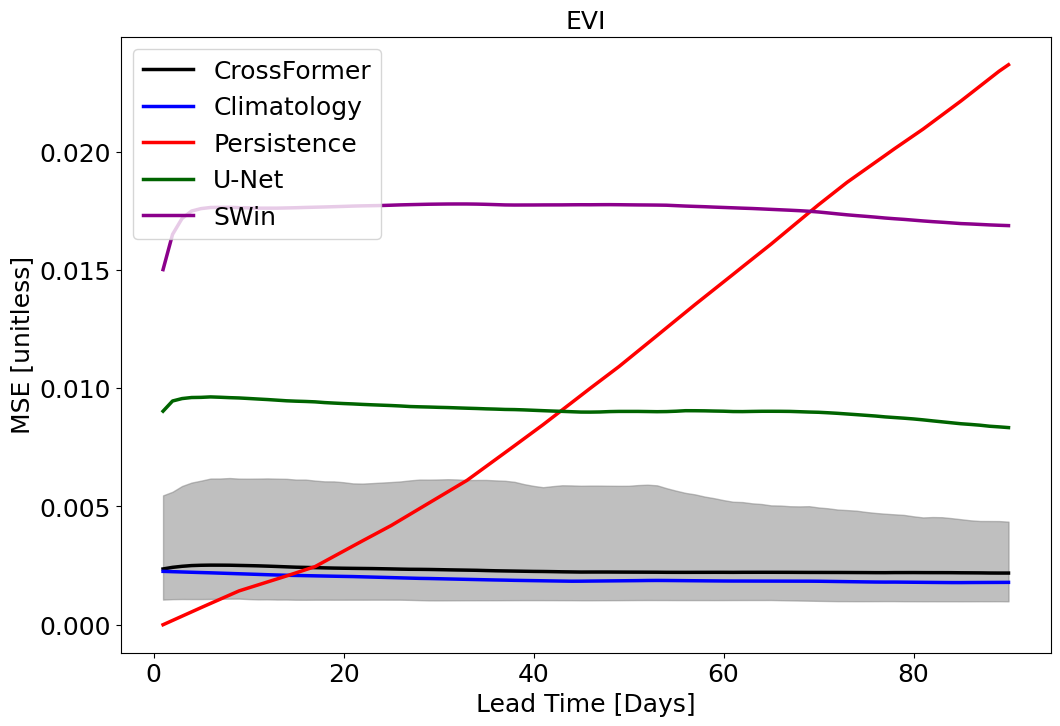 EVI
CrossFormer
Climatology
Persistence
U-Net
SWin
MSE [unitless]
0.020
0.015
0.010
0.005
0.000
0 20 40 60 80
Lead Time [Days]